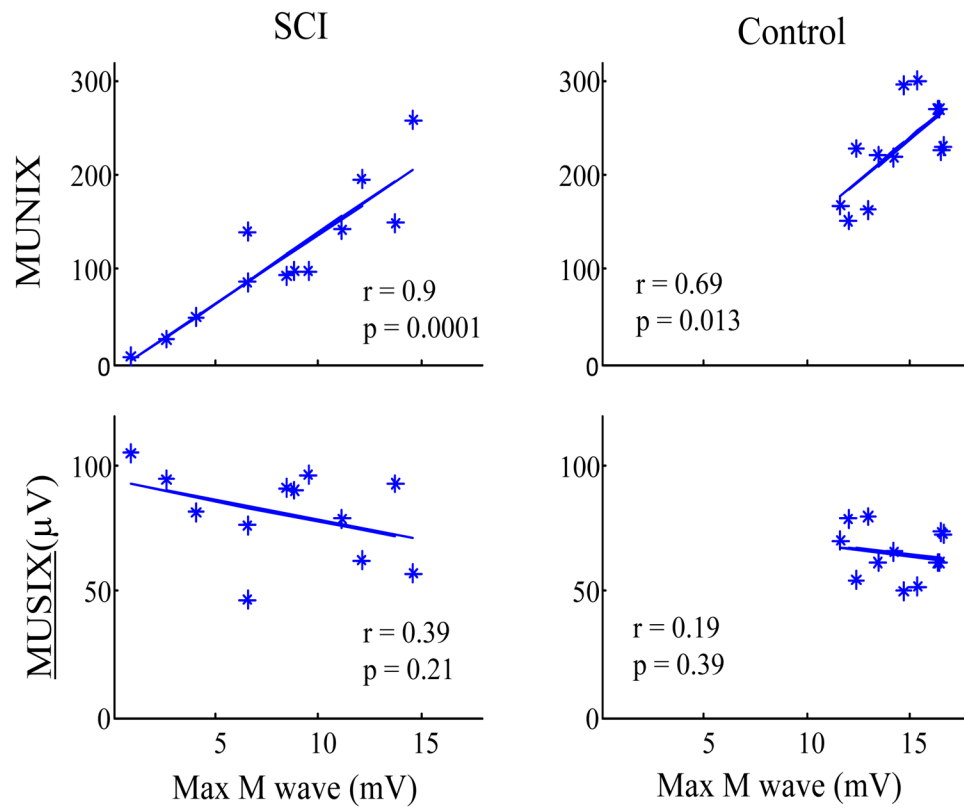 SCI
Control
MUNIX
300
200
100
0
r = 0.9
p = 0.0001
300
200
100
0
r = 0.69
p = 0.013
MUSIX(µV)
100
50
0
r = 0.39
p = 0.21
5
10
15
Max M wave (mV)
100
50
0
r = 0.19
p = 0.39
5
10
15
Max M wave (mV)